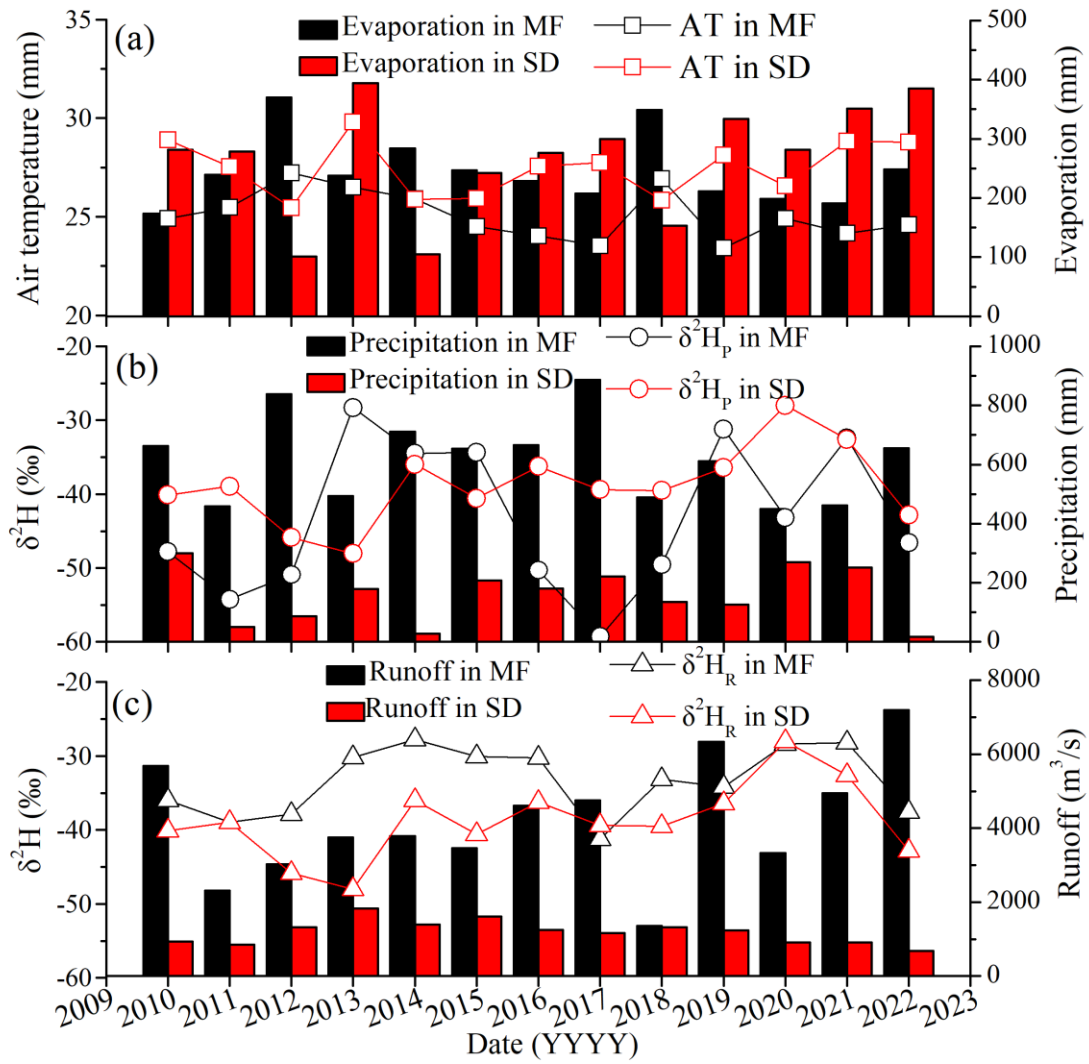 (a)
Evaporation in MF
Evaporation in SD
AT in MF
AT in SD
Air temperature (mm)
35
30
25
20
Evaporation (mm)
500
400
300
200
100
0
(b)
Precipitation in MF
Precipitation in SD
δ²H_P in MF
δ²H_P in SD
δ²H (‰)
-20
-30
-40
-50
-60
Precipitation (mm)
1000
800
600
400
200
0
(c)
Runoff in MF
Runoff in SD
δ²H_R in MF
δ²H_R in SD
δ²H (‰)
-20
-30
-40
-50
-60
Runoff (m³/s)
8000
6000
4000
2000
0
2009 2010 2011 2012 2013 2014 2015 2016 2017 2018 2019 2020 2021 2022 2023
Date (YYYY)